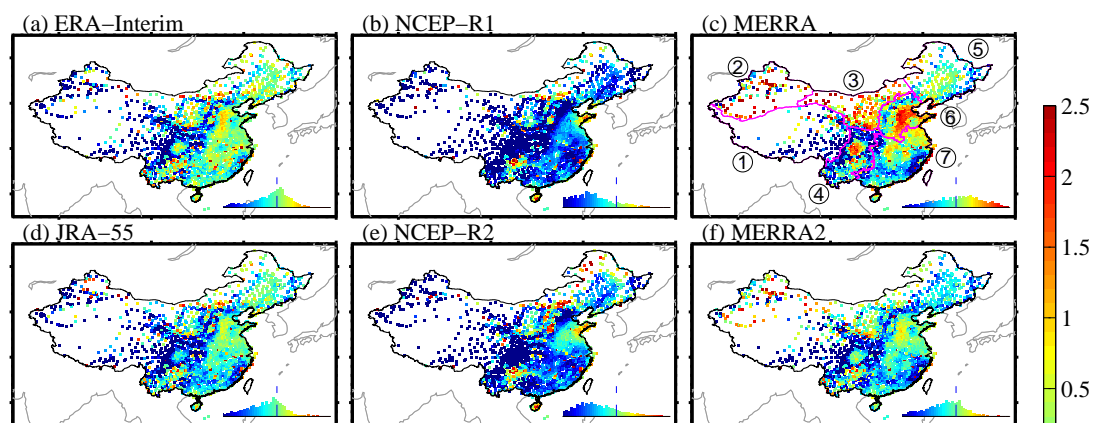 (a) ERA−Interim
(b) NCEP−R1
(c) MERRA
①
②
③
④
⑤
⑥
⑦
2.5
2
1.5
1
0.5
(d) JRA−55
(e) NCEP−R2
(f) MERRA2